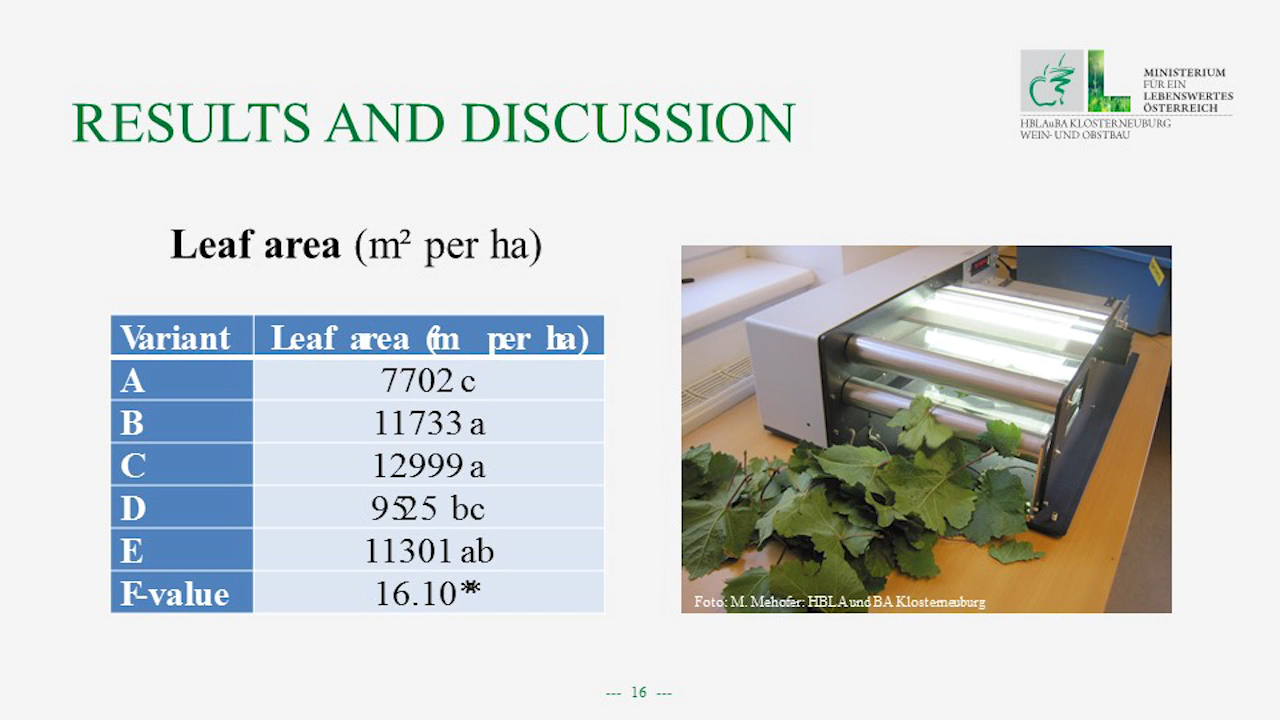 RESULTS AND DISCUSSION
MINISTERIUM
FÜR EIN
LEBENSWERTES
ÖSTERREICH
HBLAuBA KLOSTERNEUBURG
WEIN- UND OBSTBAU
Leaf area (m² per ha)
Variant Leaf area (m per ha)
A 7702 c
B 11733 a
C 12999 a
D 9525 bc
E 11301 ab
F-value 16.10**
Foto: M. Mehofer: HBLA und BA Klosterneuburg
--- 16 ---